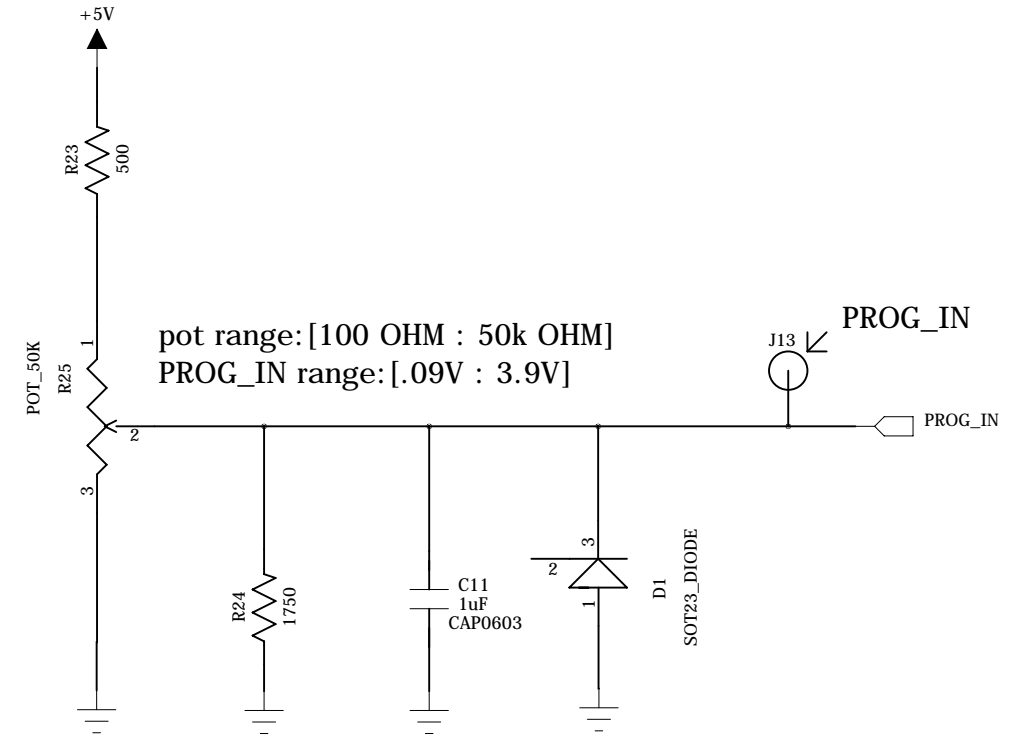 +5V
R23
500
1
POT_50K
R25
2
3
pot range:[100 OHM : 50k OHM]
PROG_IN range:[.09V : 3.9V]
J13
PROG_IN
PROG_IN
R24
1750
C11
1uF
CAP0603
3
2
1
D1
SOT23_DIODE